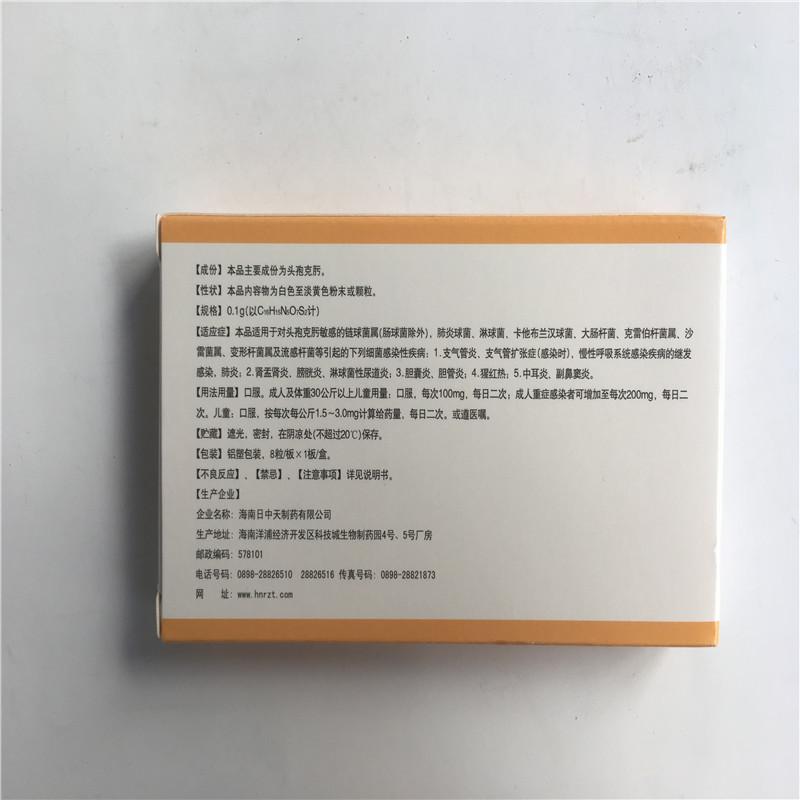 【成份】本品主要成份为头孢克肟。
【性状】本品内容物为白色至淡黄色粉末或颗粒。
【规格】0.1g(以C₁₆H₁₅N₅O₇S₂计)
【适应症】本品适用于对头孢克肟敏感的链球菌属(肠球菌除外)，肺炎球菌、淋球菌、卡他布兰汉球菌、大肠杆菌、克雷伯杆菌属、沙
雷菌属、变形杆菌属及流感杆菌等引起的下列细菌感染性疾病：1.支气管炎、支气管扩张症(感染时)，慢性呼吸系统感染疾病的继发
感染，肺炎；2.肾盂肾炎、膀胱炎、淋球菌性尿道炎；3.胆囊炎、胆管炎；4.猩红热；5.中耳炎、副鼻窦炎。
【用法用量】口服。成人及体重30公斤以上儿童用量：口服，每次100mg，每日二次；成人重症感染者可增加至每次200mg，每日二
次。儿童：口服，按每次每公斤1.5～3.0mg计算给药量，每日二次。或遵医嘱。
【贮藏】遮光，密封，在阴凉处(不超过20℃)保存。
【包装】铝塑包装，8粒/板×1板/盒。
【不良反应】、【禁忌】、【注意事项】详见说明书。
【生产企业】
企业名称：海南日中天制药有限公司
生产地址：海南洋浦经济开发区科技城生物制药园4号、5号厂房
邮政编码：578101
电话号码：0898-28826510 28826516 传真号码：0898-28821873
网 址：www.hnrzt.com